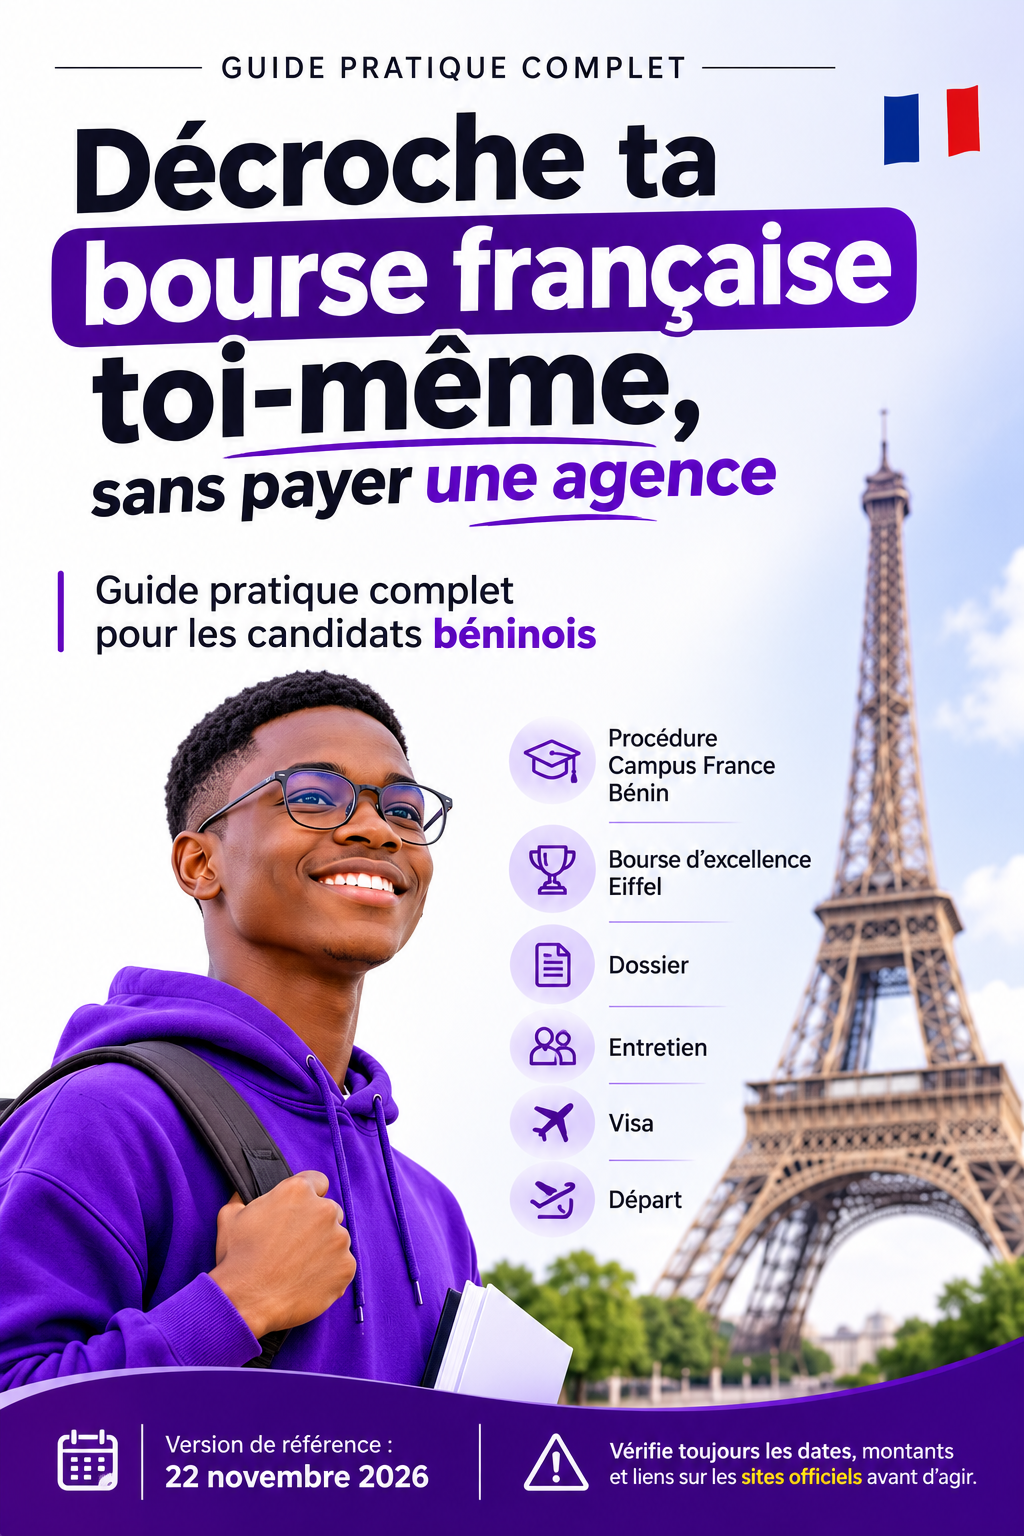 GUIDE PRATIQUE COMPLET
Décroche ta
bourse française
toi-même,
sans payer une agence
Guide pratique complet
pour les candidats béninois
Procédure
Campus France
Bénin
Bourse d'excellence
Eiffel
Dossier
Entretien
Visa
Départ
Version de référence :
22 novembre 2026
Vérifie toujours les dates, montants
et liens sur les sites officiels avant d'agir.